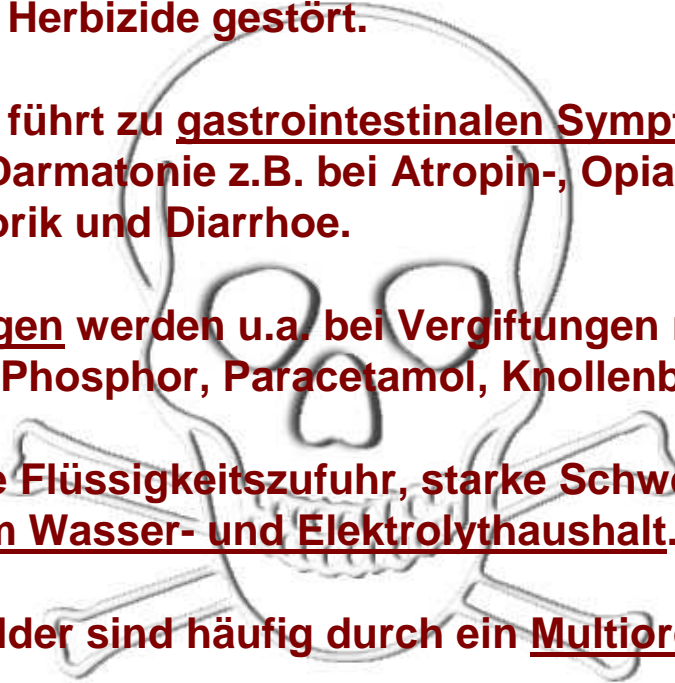 Herbizide gestört.
führt zu gastrointestinalen Sympt
Darmatonie z.B. bei Atropin-, Opia
orik und Diarrhoe.
gen werden u.a. bei Vergiftungen
Phosphor, Paracetamol, Knollenb
e Flüssigkeitszufuhr, starke Schwe
m Wasser- und Elektrolythaushalt.
lder sind häufig durch ein Multior